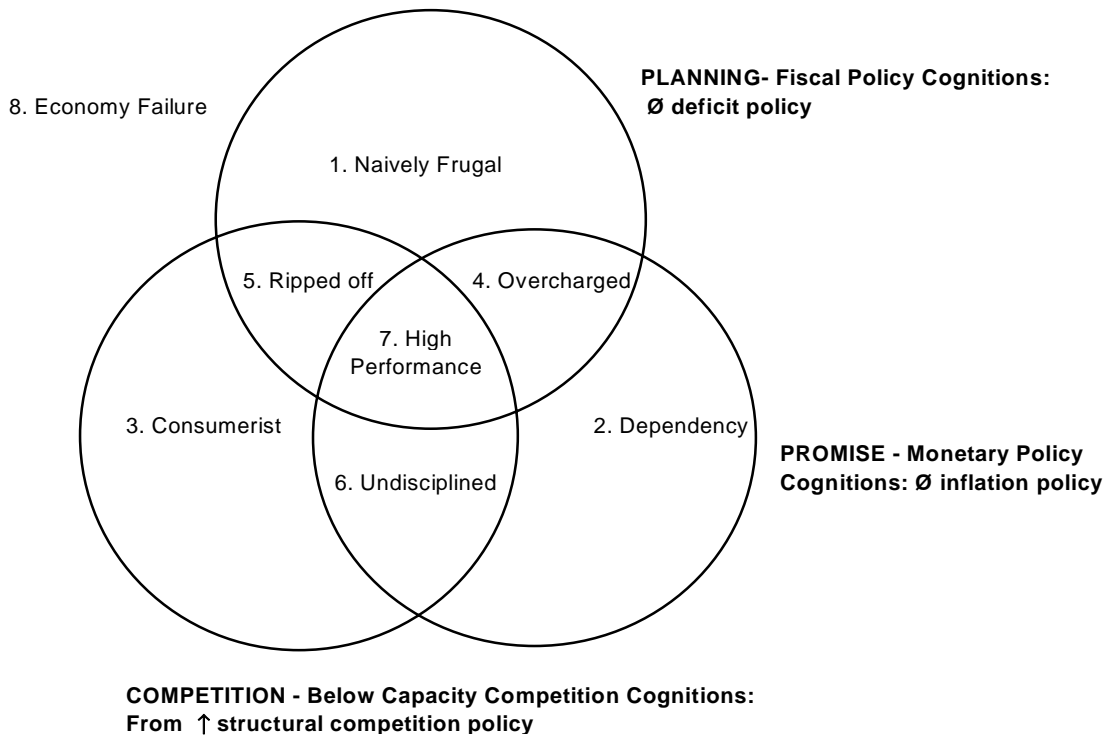 PLANNING- Fiscal Policy Cognitions:
Ø deficit policy
8. Economy Failure
1. Naively Frugal
5. Ripped off
4. Overcharged
7. High
Performance
3. Consumerist
2. Dependency
PROMISE - Monetary Policy
Cognitions: Ø inflation policy
6. Undisciplined
COMPETITION - Below Capacity Competition Cognitions:
From ↑ structural competition policy